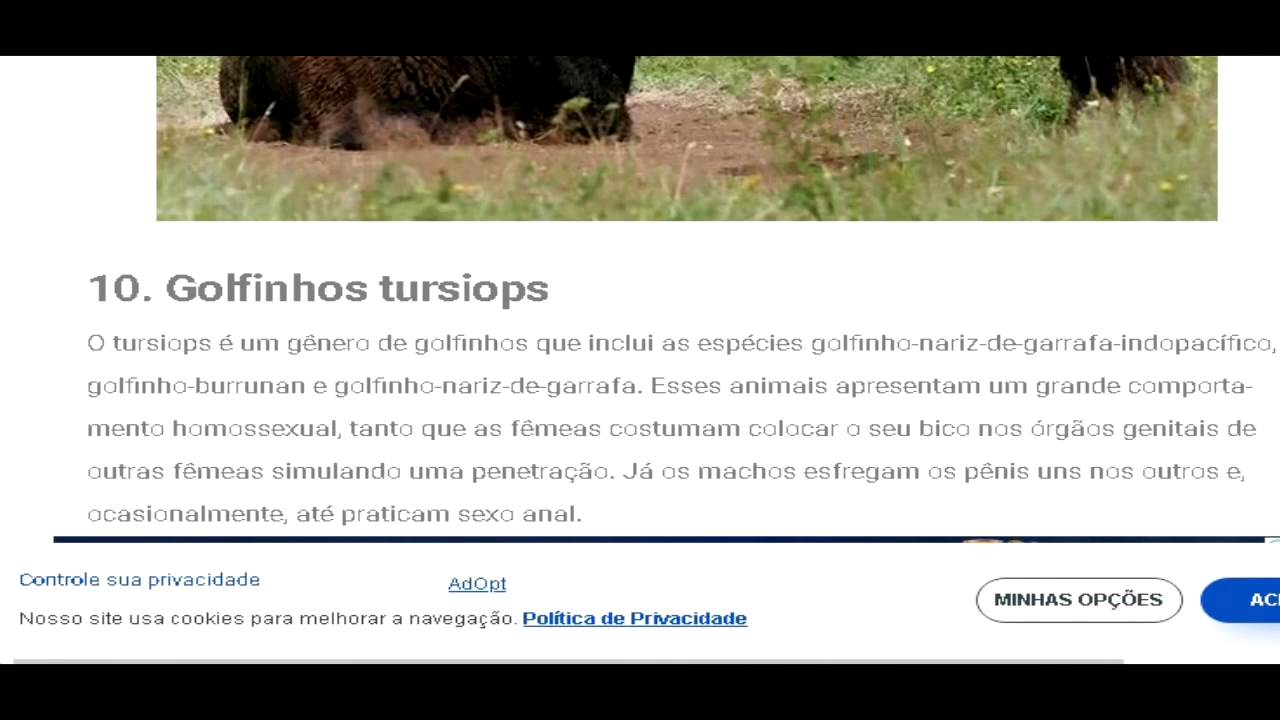 10. Golfinhos tursiops
O tursiops é um gênero de golfinhos que inclui as espécies golfinho-nariz-de-garrafa-indopacífico,
golfinho-burrunan e golfinho-nariz-de-garrafa. Esses animais apresentam um grande comporta-
mento homossexual, tanto que as fêmeas costumam colocar o seu bico nos órgãos genitais de
outras fêmeas simulando uma penetração. Já os machos esfregam os pênis uns nos outros e,
ocasionalmente, até praticam sexo anal.
Controle sua privacidade
AdOpt
Nosso site usa cookies para melhorar a navegação. Política de Privacidade
MINHAS OPÇÕES